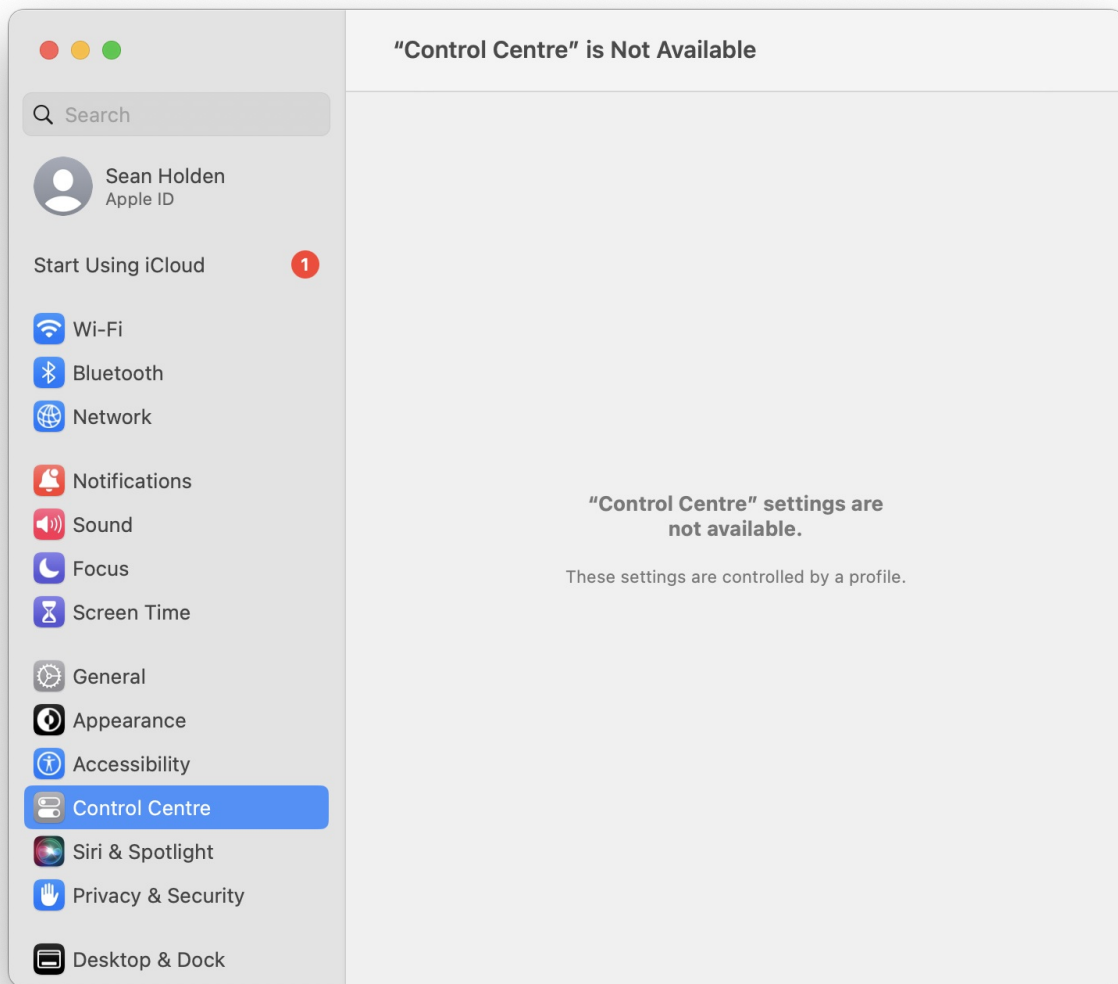 “Control Centre” is Not Available
Search
Sean Holden
Apple ID
Start Using iCloud 1
Wi-Fi
Bluetooth
Network
Notifications
Sound
Focus
Screen Time
General
Appearance
Accessibility
Control Centre
Siri & Spotlight
Privacy & Security
Desktop & Dock
“Control Centre” settings are
not available.
These settings are controlled by a profile.